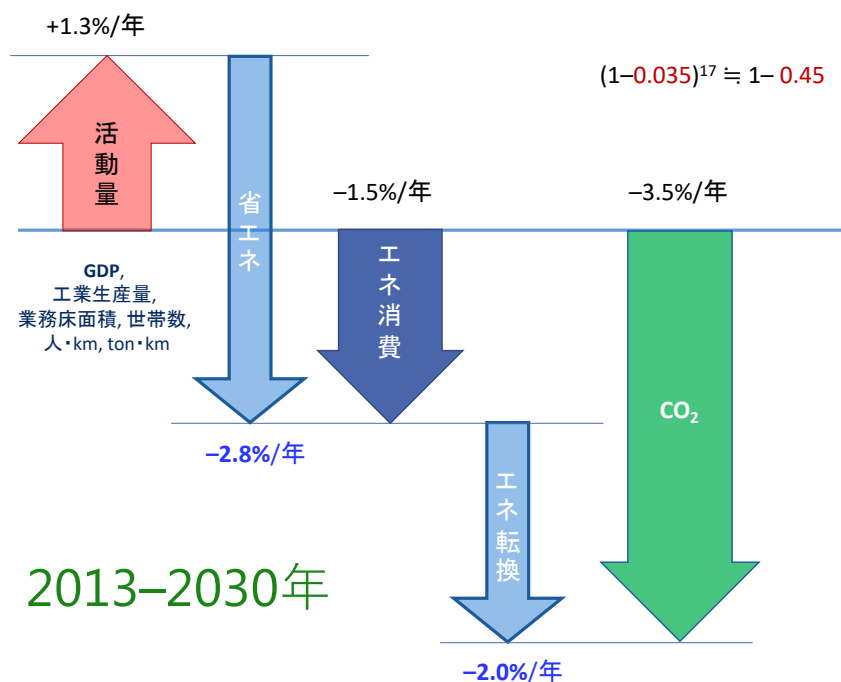 +1.3%/年
(1–0.035)¹⁷ ≒ 1– 0.45
活動量
–1.5%/年
–3.5%/年
省エネ
エネ消費
GDP,
工業生産量,
業務床面積, 世帯数,
人・km, ton・km
CO₂
–2.8%/年
エネ転換
2013–2030年
–2.0%/年